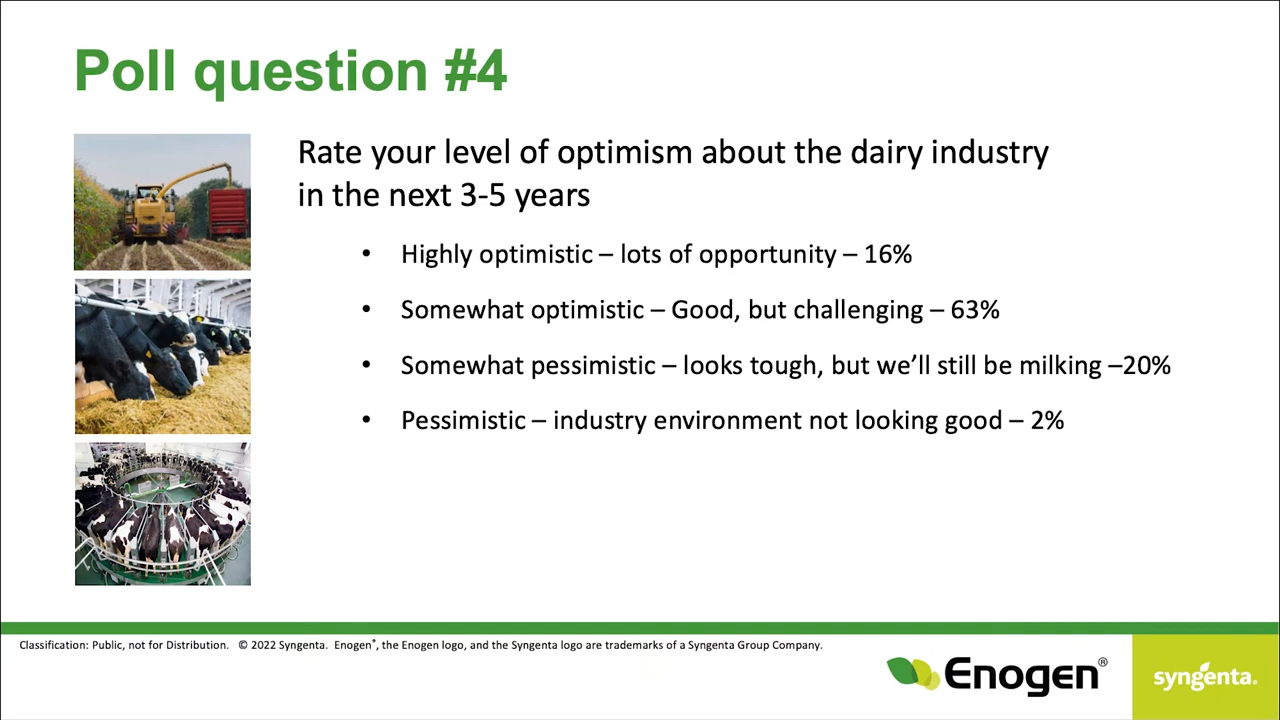 Poll question #4
Rate your level of optimism about the dairy industry
in the next 3-5 years
• Highly optimistic – lots of opportunity – 16%
• Somewhat optimistic – Good, but challenging – 63%
• Somewhat pessimistic – looks tough, but we’ll still be milking –20%
• Pessimistic – industry environment not looking good – 2%
Classification: Public, not for Distribution. © 2022 Syngenta. Enogen®, the Enogen logo, and the Syngenta logo are trademarks of a Syngenta Group Company.
Enogen®
syngenta.